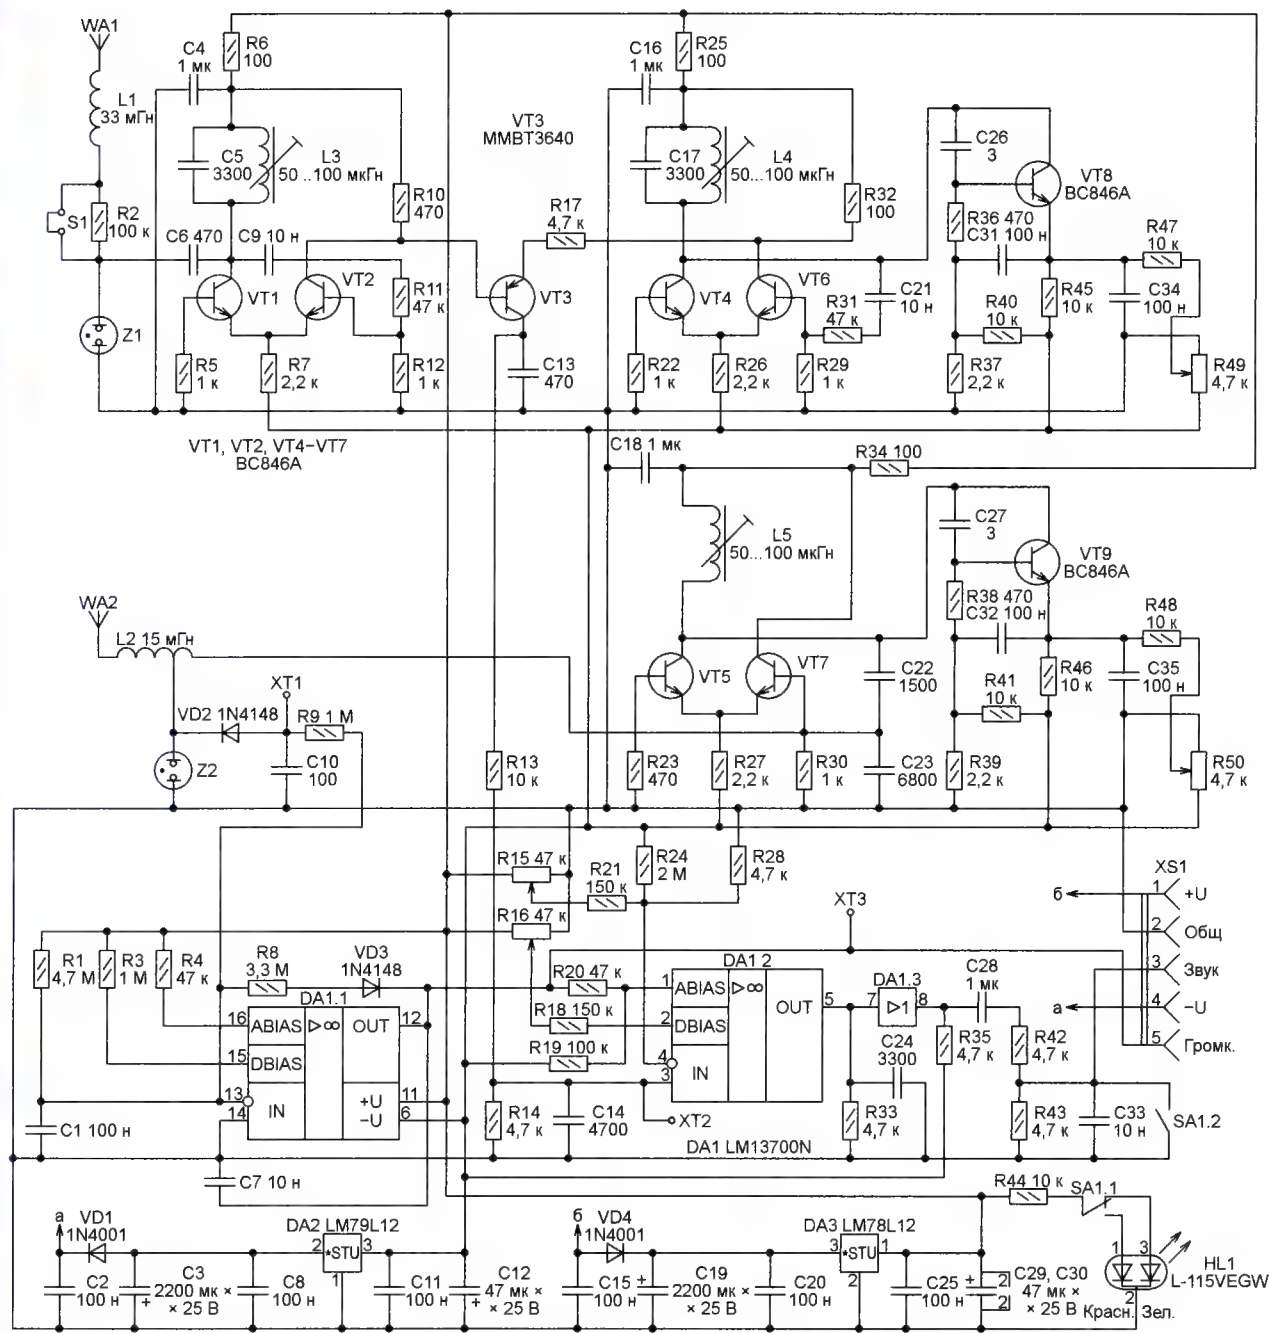 WA1
L1
33 мГн
S1
R2
100 к
Z1
C4
1 мк
R6
100
C5
3300
L3
50...100 мкГн
C6 470
C9 10 н
VT1
VT2
R5
1 к
R7
2,2 к
R10
470
R11
47 к
R12
1 к
VT1, VT2, VT4–VT7
BC846A
VT3
MMBT3640
R17
4,7 к
VT3
C13
470
C16
1 мк
R25
100
C17
3300
L4
50...100 мкГн
R32
100
VT4
VT6
R31
47 к
C21
10 н
R22
1 к
R26
2,2 к
R29
1 к
C26
3
VT8
BC846A
R36 470
C31 100 н
R40
10 к
R45
10 к
R37
2,2 к
R47
10 к
C34
100 н
R49
4,7 к
C18 1 мк
R34 100
L5
50...100 мкГн
VT5
VT7
C22
1500
C23
6800
R23
470
R27
2,2 к
R30
1 к
C27
3
VT9
BC846A
R38 470
C32 100 н
R41
10 к
R46
10 к
R39
2,2 к
R48
10 к
C35
100 н
R50
4,7 к
WA2
L2 15 мГн
XT1
VD2 1N4148
R9 1 М
Z2
C10
100
R13
10 к
R15 47 к
R21
150 к
R24
2 М
R28
4,7 к
R16 47 к
XT3
XS1
б
1
+U
2
Общ
3
Звук
а
4
–U
5
Громк.
R1
4,7 М
R3
1 М
R4
47 к
R8
3,3 М
VD3
1N4148
DA1.1
16
ABIAS
▷∞
OUT
12
15
DBIAS
13
IN
14
+U
11
–U
6
C1 100 н
C7 10 н
R20 47 к
R18 150 к
R19 100 к
DA1.2
1
ABIAS
▷∞
OUT
5
2
DBIAS
4
IN
3
DA1.3
7
▷1
8
C28
1 мк
C24
3300
R35
4,7 к
R42
4,7 к
R14
4,7 к
C14
4700
XT2
R33
4,7 к
R43
4,7 к
C33
10 н
SA1.2
DA1 LM13700N
а
VD1
1N4001
C2
100 н
C3
2200 мк ×
+ × 25 В
C8
100 н
DA2 LM79L12
2
*STU
3
1
C11
100 н
C12
47 мк ×
+ × 25 В
б
VD4
1N4001
C15
100 н
+
C19
2200 мк ×
× 25 В
C20
100 н
DA3 LM78L12
3
*STU
1
2
C25
100 н
+
2
2
C29, C30
47 мк ×
× 25 В
R44 10 к
SA1.1
1
3
2
HL1
L-115VEGW
Красн.
Зел.